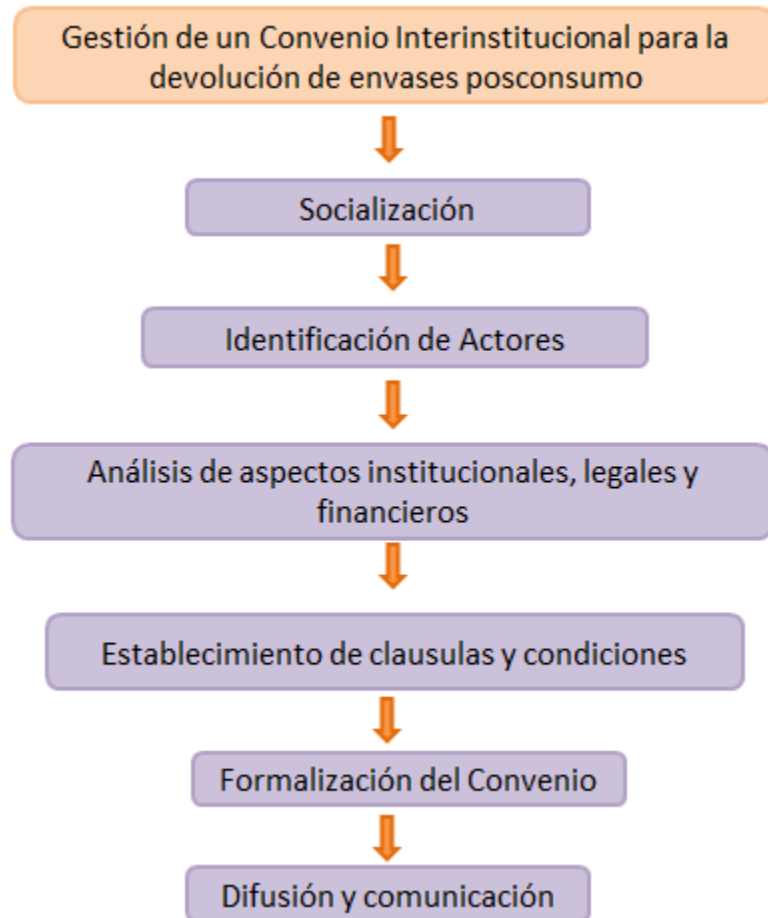 Gestión de un Convenio Interinstitucional para la
devolución de envases posconsumo
Socialización
Identificación de Actores
Análisis de aspectos institucionales, legales y
financieros
Establecimiento de clausulas y condiciones
Formalización del Convenio
Difusión y comunicación